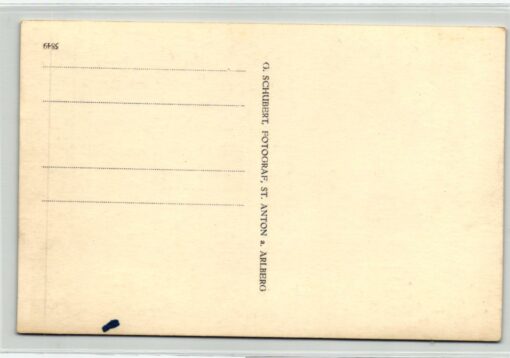 G. SCHUBERT, FOTOGRAF, ST. ANTON a. ARLBERG